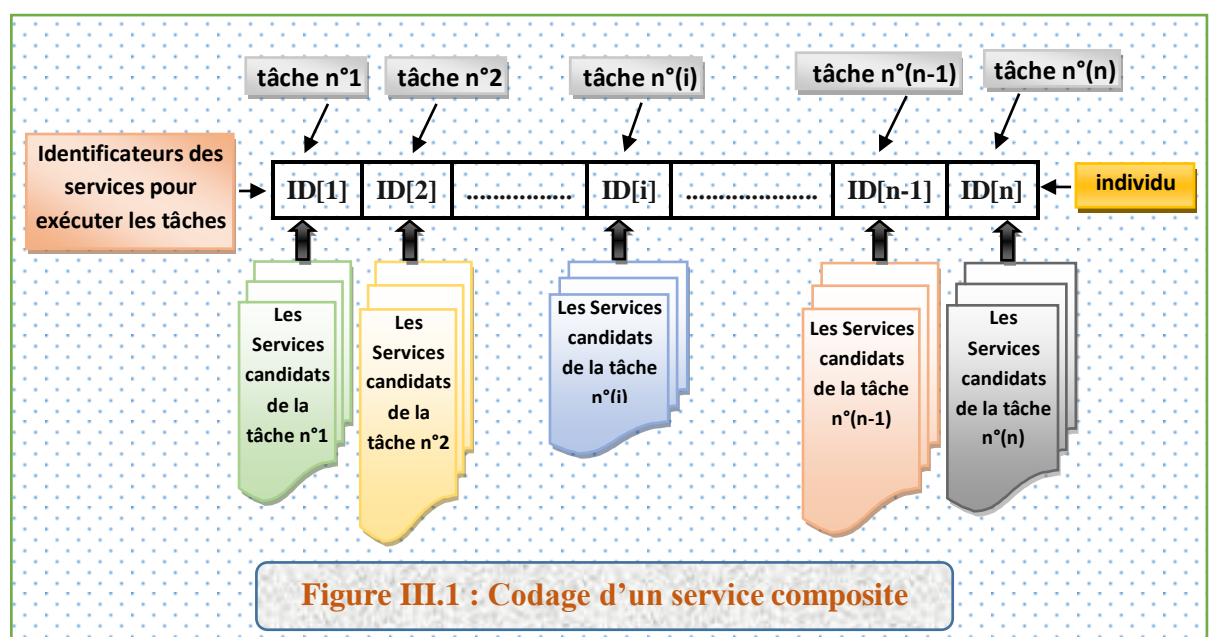 tâche n°1
tâche n°2
tâche n°(i)
tâche n°(n-1)
tâche n°(n)
Identificateurs des
services pour
exécuter les tâches
ID[1]
ID[2]
................
ID[i]
....................
ID[n-1]
ID[n]
individu
Les
Services
candidats
de la
tâche n°1
Les
Services
candidats
de la
tâche n°2
Les Services
candidats
de la tâche
n°(i)
Les Services
candidats
de la tâche
n°(n-1)
Les
Services
candidats
de la tâche
n°(n)
Figure III.1 : Codage d’un service composite